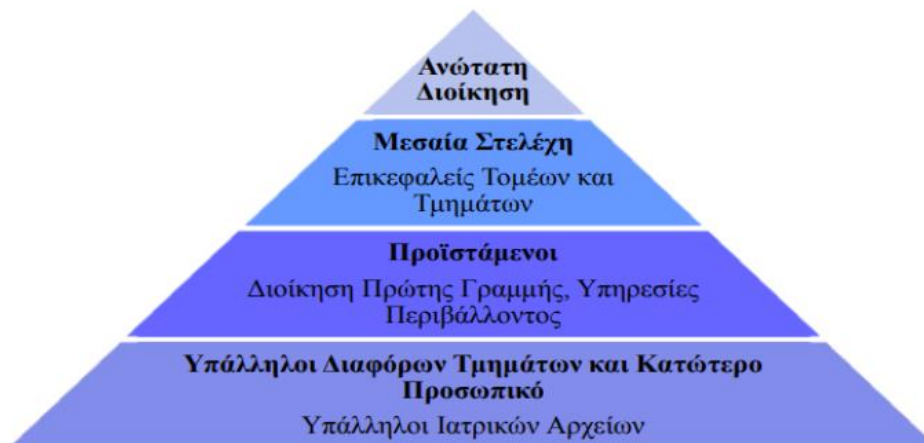 Ανώτατη
Διοίκηση
Μεσαία Στελέχη
Επικεφαλείς Τομέων και
Τμημάτων
Προϊστάμενοι
Διοίκηση Πρώτης Γραμμής, Υπηρεσίες
Περιβάλλοντος
Υπάλληλοι Διαφόρων Τμημάτων και Κατώτερο
Προσωπικό
Υπάλληλοι Ιατρικών Αρχείων